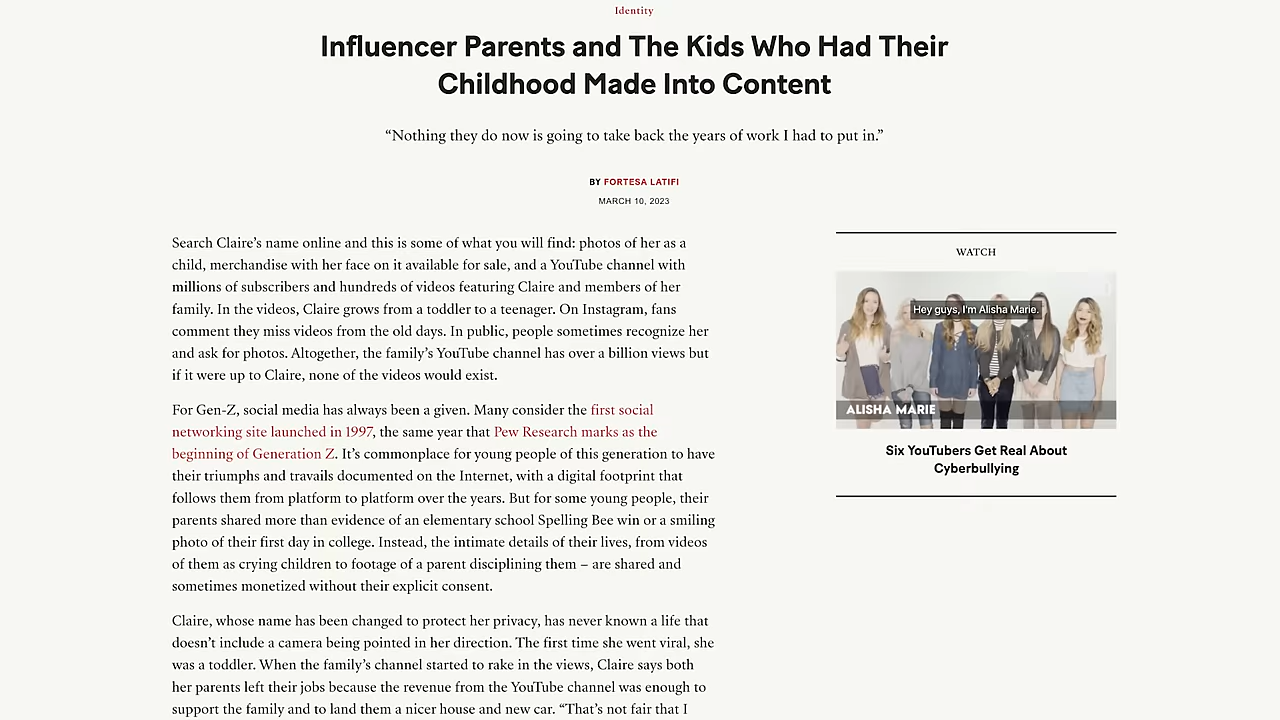 Identity
Influencer Parents and The Kids Who Had Their
Childhood Made Into Content
“Nothing they do now is going to take back the years of work I had to put in.”
BY FORTESA LATIFI
MARCH 10, 2023
Search Claire’s name online and this is some of what you will find: photos of her as a
child, merchandise with her face on it available for sale, and a YouTube channel with
millions of subscribers and hundreds of videos featuring Claire and members of her
family. In the videos, Claire grows from a toddler to a teenager. On Instagram, fans
comment they miss videos from the old days. In public, people sometimes recognize her
and ask for photos. Altogether, the family’s YouTube channel has over a billion views but
if it were up to Claire, none of the videos would exist.
For Gen-Z, social media has always been a given. Many consider the first social
networking site launched in 1997, the same year that Pew Research marks as the
beginning of Generation Z. It’s commonplace for young people of this generation to have
their triumphs and travails documented on the Internet, with a digital footprint that
follows them from platform to platform over the years. But for some young people, their
parents shared more than evidence of an elementary school Spelling Bee win or a smiling
photo of their first day in college. Instead, the intimate details of their lives, from videos
of them as crying children to footage of a parent disciplining them – are shared and
sometimes monetized without their explicit consent.
Claire, whose name has been changed to protect her privacy, has never known a life that
doesn’t include a camera being pointed in her direction. The first time she went viral, she
was a toddler. When the family’s channel started to rake in the views, Claire says both
her parents left their jobs because the revenue from the YouTube channel was enough to
support the family and to land them a nicer house and new car. “That’s not fair that I
WATCH
Hey guys, I'm Alisha Marie.
ALISHA MARIE
Six YouTubers Get Real About
Cyberbullying